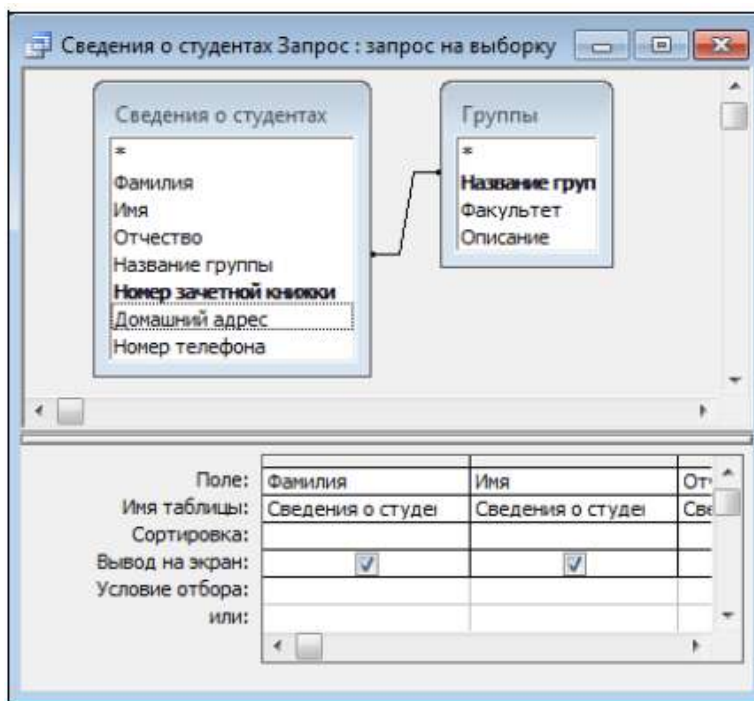 Сведения о студентах Запрос : запрос на выборку
Сведения о студентах
*
Фамилия
Имя
Отчество
Название группы
Номер зачетной книжки
Домашний адрес
Номер телефона
Группы
*
Название груп
Факультет
Описание
Поле: Фамилия Имя От
Имя таблицы: Сведения о студе Сведения о студе Све
Сортировка:
Вывод на экран:
Условие отбора:
или: